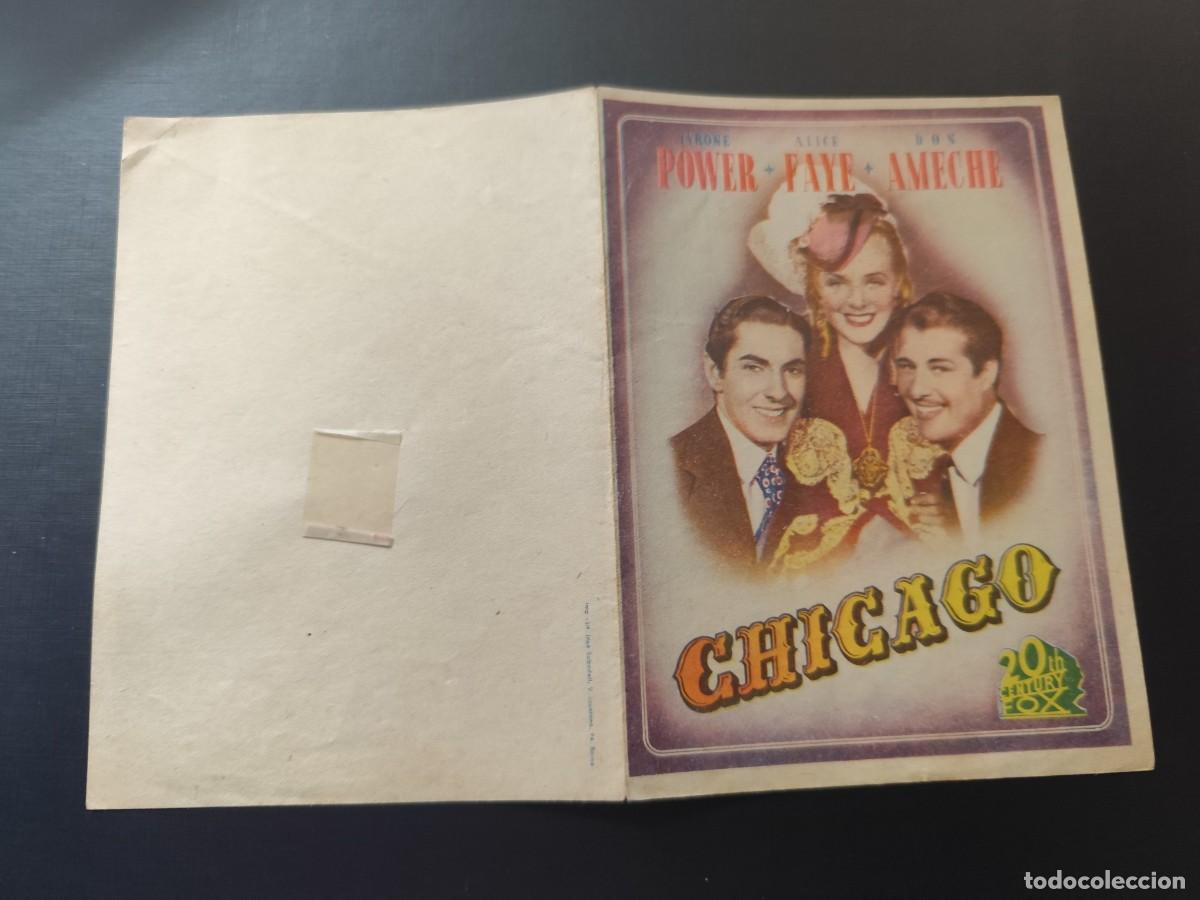 TYRONE ALICE DON
POWER + FAYE + AMECHE
CHICAGO
20th
CENTURY
FOX
todocoleccion